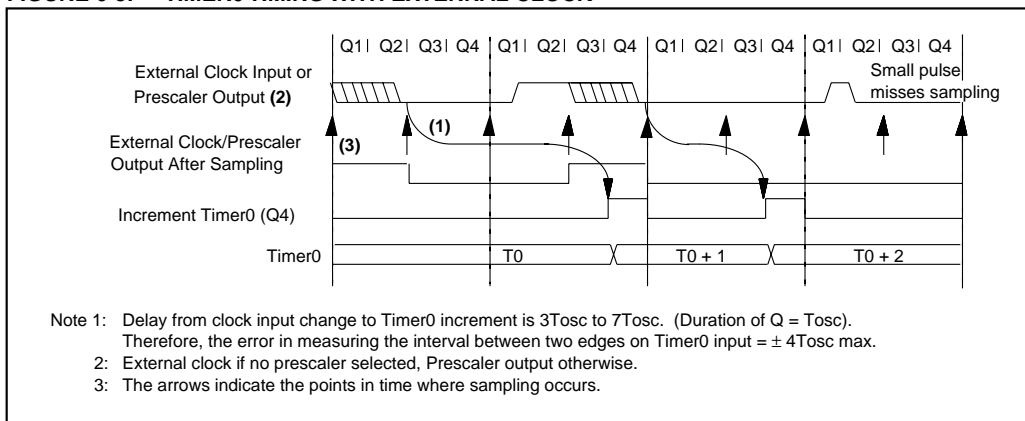 Q1| Q2| Q3| Q4 Q1| Q2| Q3| Q4 Q1| Q2| Q3| Q4 Q1| Q2| Q3| Q4
External Clock Input or
Prescaler Output (2)
Small pulse
misses sampling
(1)
(3)
External Clock/Prescaler
Output After Sampling
Increment Timer0 (Q4)
Timer0 T0 T0 + 1 T0 + 2
Note 1: Delay from clock input change to Timer0 increment is 3Tosc to 7Tosc. (Duration of Q = Tosc).
Therefore, the error in measuring the interval between two edges on Timer0 input = ± 4Tosc max.
2: External clock if no prescaler selected, Prescaler output otherwise.
3: The arrows indicate the points in time where sampling occurs.